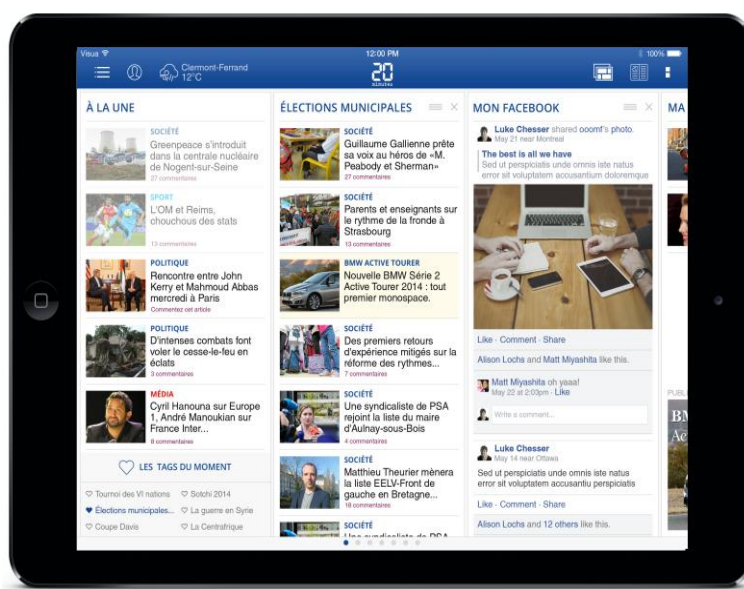 Visua
12:00 PM
100%
Clermont-Ferrand
12°C
20
minutes
À LA UNE
SOCIÉTÉ
Greenpeace s'introduit
dans la centrale nucléaire
de Nogent-sur-Seine
27 commentaires
SPORT
L'OM et Reims,
chouchous des stats
13 commentaires
POLITIQUE
Rencontre entre John
Kerry et Mahmoud Abbas
mercredi à Paris
Commentez cet article
POLITIQUE
D'intenses combats font
voler le cesse-le-feu en
éclats
3 commentaires
MÉDIA
Cyril Hanouna sur Europe
1, André Manoukian sur
France Inter...
8 commentaires
LES TAGS DU MOMENT
Tournoi des VI nations
Sotchi 2014
Élections municipales...
La guerre en Syrie
Coupe Davis
La Centrafrique
ÉLECTIONS MUNICIPALES
SOCIÉTÉ
Guillaume Gallienne prête
sa voix au héros de «M.
Peabody et Sherman»
27 commentaires
SOCIÉTÉ
Parents et enseignants sur
le rythme de la fronde à
Strasbourg
13 commentaires
BMW ACTIVE TOURER
Nouvelle BMW Série 2
Active Tourer 2014 : tout
premier monospace.
SOCIÉTÉ
Des premiers retours
d'expérience mitigés sur la
réforme des rythmes...
7 commentaires
SOCIÉTÉ
Une syndicaliste de PSA
rejoint la liste du maire
d'Aulnay-sous-Bois
4 commentaires
SOCIÉTÉ
Matthieu Theurier mènera
la liste EELV-Front de
gauche en Bretagne...
18 commentaires
SOCIÉTÉ
Une syndicaliste de PSA
MON FACEBOOK
Luke Chesser shared ooomf's photo.
May 21 near Montreal
The best is all we have
Sed ut perspiciatis unde omnis iste natus
error sit voluptatem accusantium doloremque
Like · Comment · Share
Alison Lochs and Matt Miyashita like this.
Matt Miyashita oh yaaa!
May 22 at 2:00pm · Like
Write a comment...
Luke Chesser
May 14 near Ottawa
Sed ut perspiciatis unde omnis iste natus
error sit voluptatem accusantiu perspiciatis
Like · Comment · Share
Alison Lochs and 12 others like this.
MA
PUBLI
BM
Ac